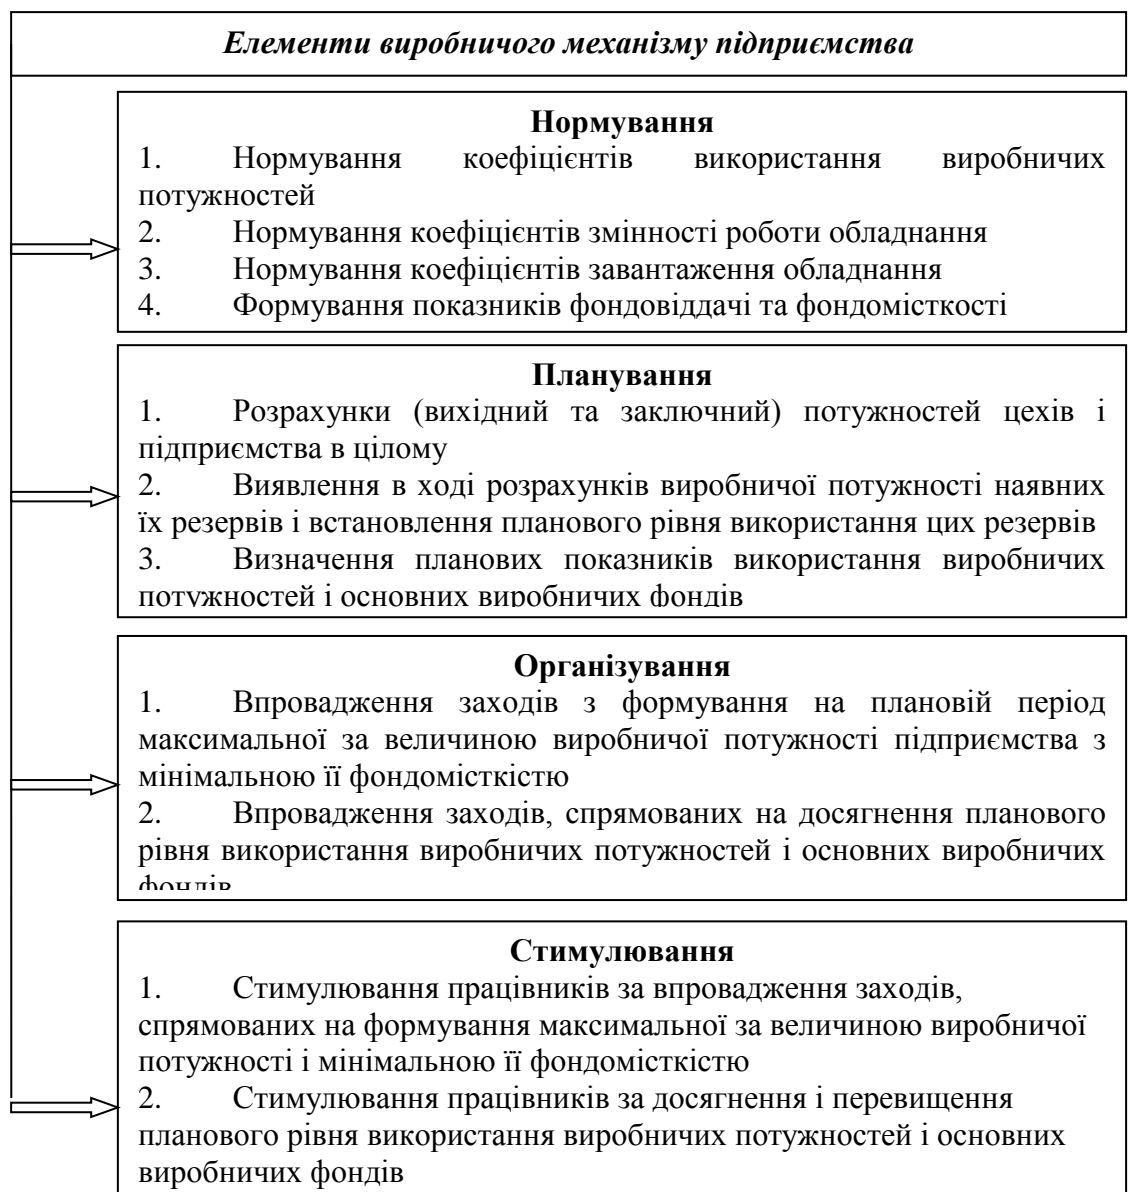 Елементи виробничого механізму підприємства
Нормування
1. Нормування коефіцієнтів використання виробничих
потужностей
2. Нормування коефіцієнтів змінності роботи обладнання
3. Нормування коефіцієнтів завантаження обладнання
4. Формування показників фондовіддачі та фондомісткості
Планування
1. Розрахунки (вихідний та заключний) потужностей цехів і
підприємства в цілому
2. Виявлення в ході розрахунків виробничої потужності наявних
їх резервів і встановлення планового рівня використання цих резервів
3. Визначення планових показників використання виробничих
потужностей і основних виробничих фондів
Організування
1. Впровадження заходів з формування на плановій період
максимальної за величиною виробничої потужності підприємства з
мінімальною її фондомісткістю
2. Впровадження заходів, спрямованих на досягнення планового
рівня використання виробничих потужностей і основних виробничих
фондів
Стимулювання
1. Стимулювання працівників за впровадження заходів,
спрямованих на формування максимальної за величиною виробничої
потужності і мінімальною її фондомісткістю
2. Стимулювання працівників за досягнення і перевищення
планового рівня використання виробничих потужностей і основних
виробничих фондів